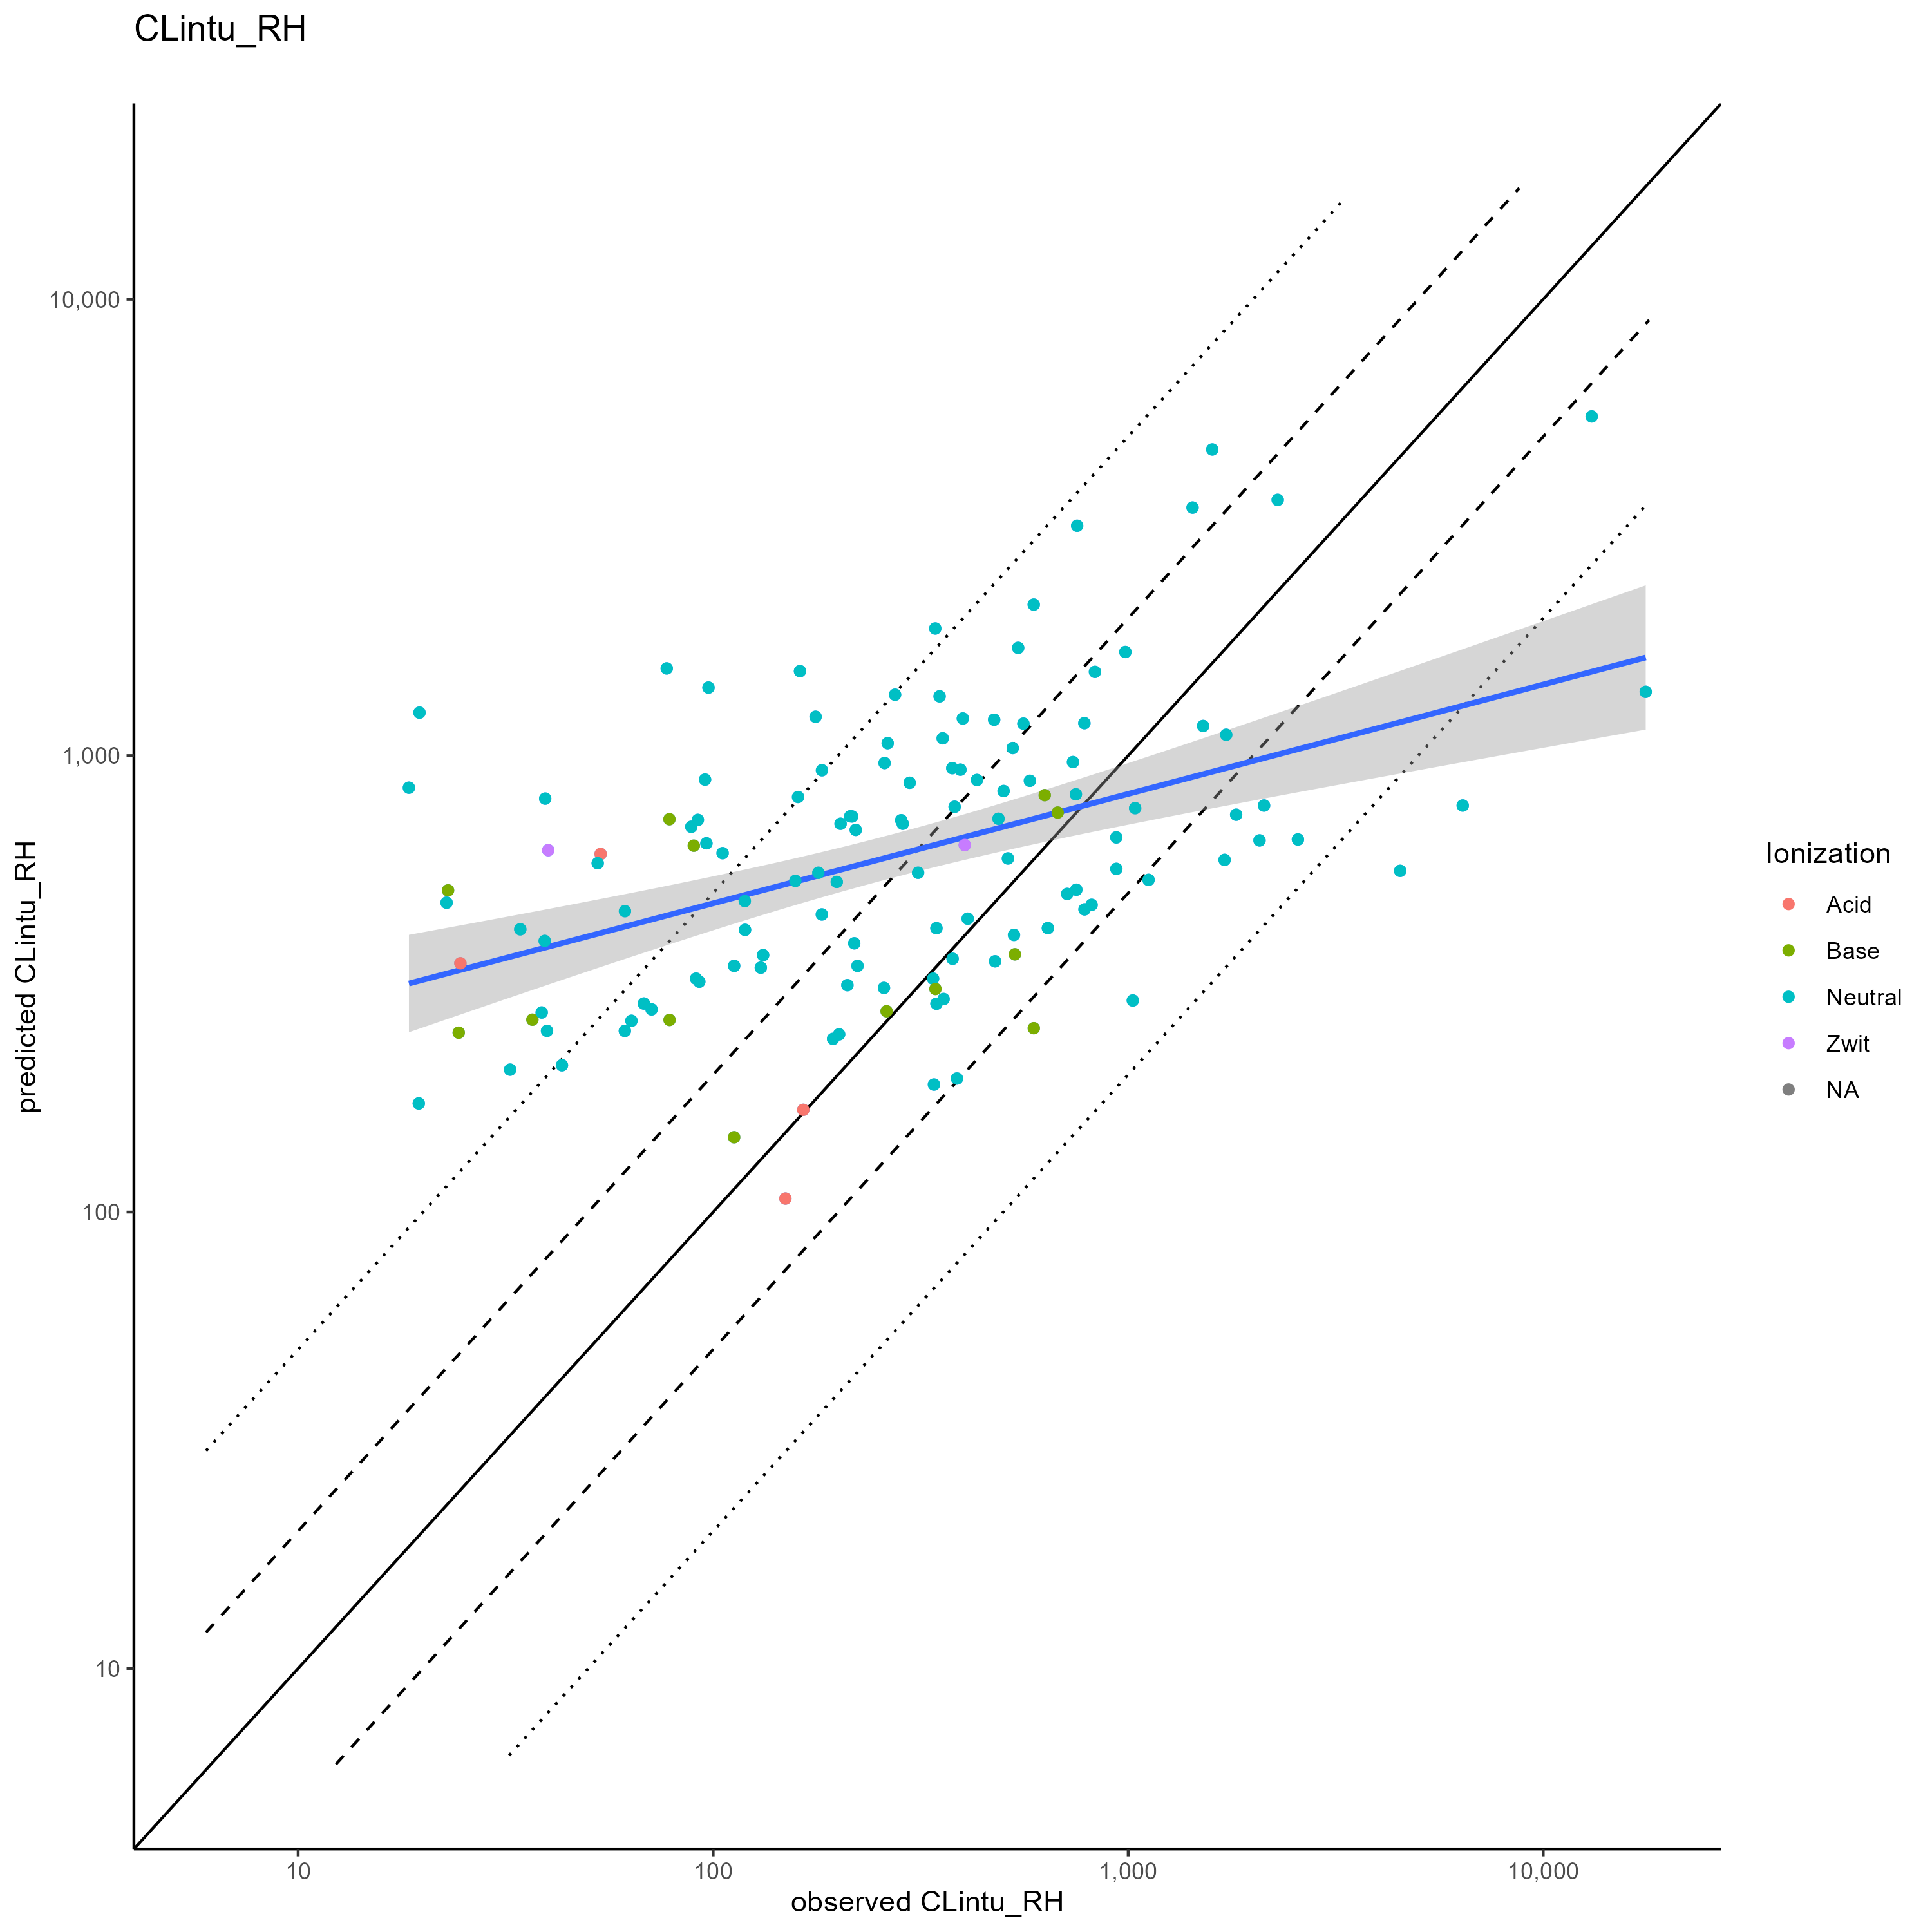 CLintu_RH
10,000
1,000
100
10
predicted CLintu_RH
10
100
1,000
10,000
observed CLintu_RH
Ionization
Acid
Base
Neutral
Zwit
NA